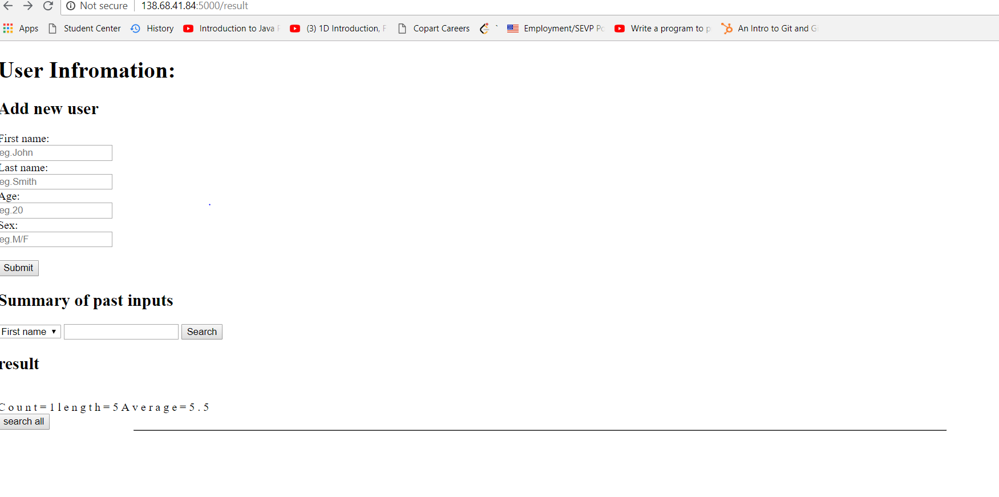 Not secure 138.68.41.84:5000/result
Apps Student Center History Introduction to Java (3) 1D Introduction, Copart Careers ` Employment/SEVP Write a program to An Intro to Git and
User Infromation:
Add new user
First name:
eg.John
Last name:
eg.Smith
Age:
eg.20
Sex:
eg.M/F
Submit
Summary of past inputs
First name Search
result
C o u n t = 1 l e n g t h = 5 A v e r a g e = 5 . 5
search all